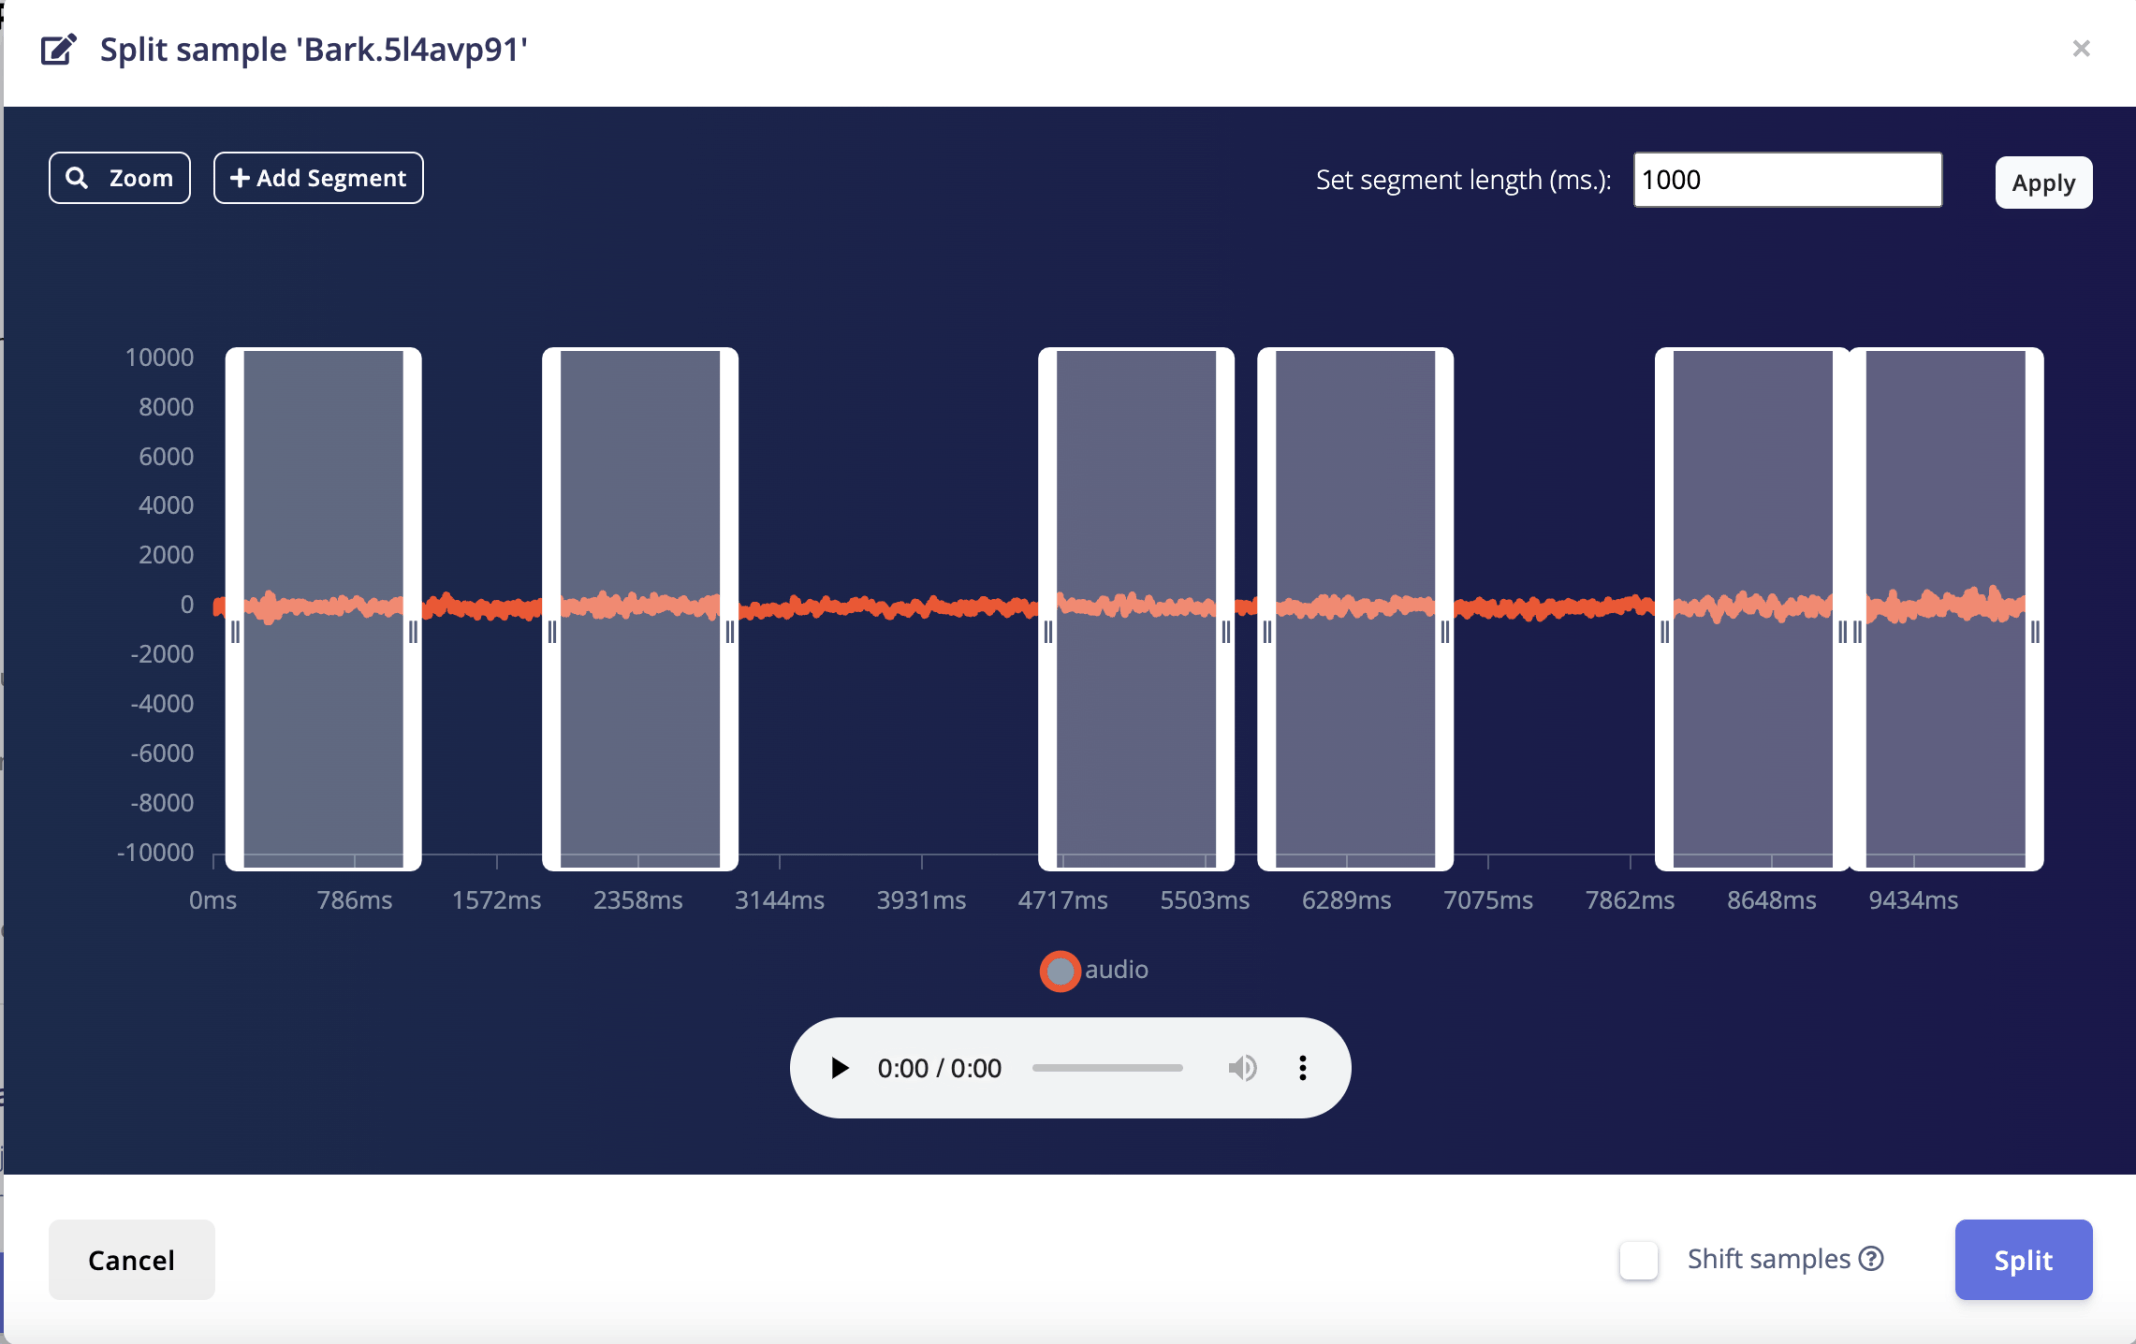 Split sample 'Bark.5l4avp91'
×
Zoom
+ Add Segment
Set segment length (ms.): 1000
Apply
10000
8000
6000
4000
2000
0
-2000
-4000
-6000
-8000
-10000
0ms 786ms 1572ms 2358ms 3144ms 3931ms 4717ms 5503ms 6289ms 7075ms 7862ms 8648ms 9434ms
audio
0:00 / 0:00
Cancel
Shift samples ?
Split